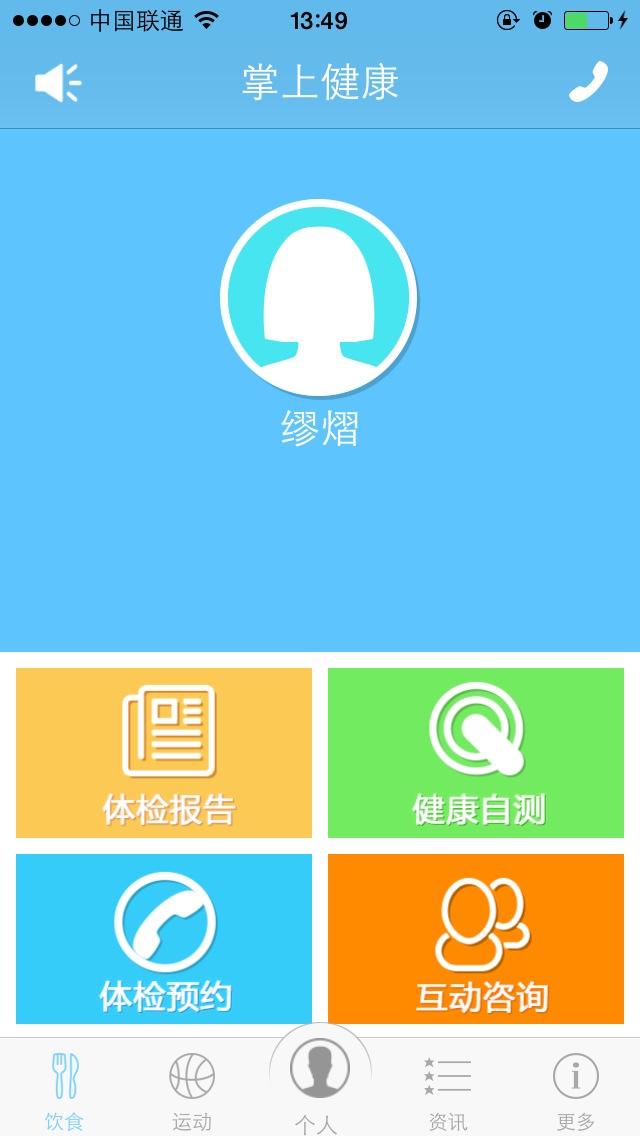 中国联通 13:49
掌上健康
缪熠
体检报告 健康自测
体检预约 互动咨询
饮食 运动 个人 资讯 更多